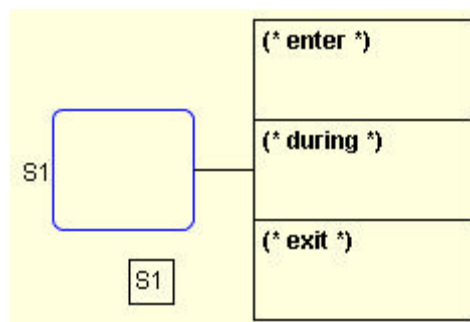 (* enter *)
S1
(* during *)
(* exit *)
S1